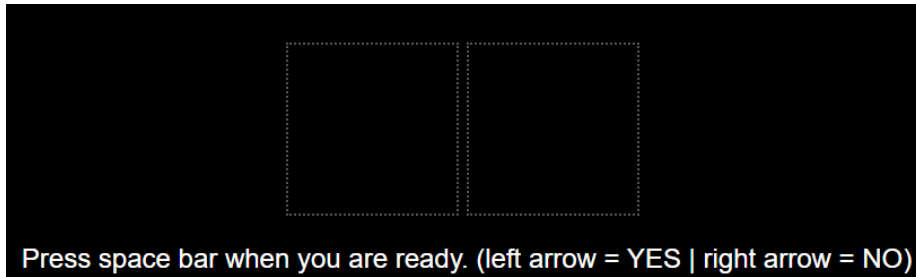 Press space bar when you are ready. (left arrow = YES | right arrow = NO)